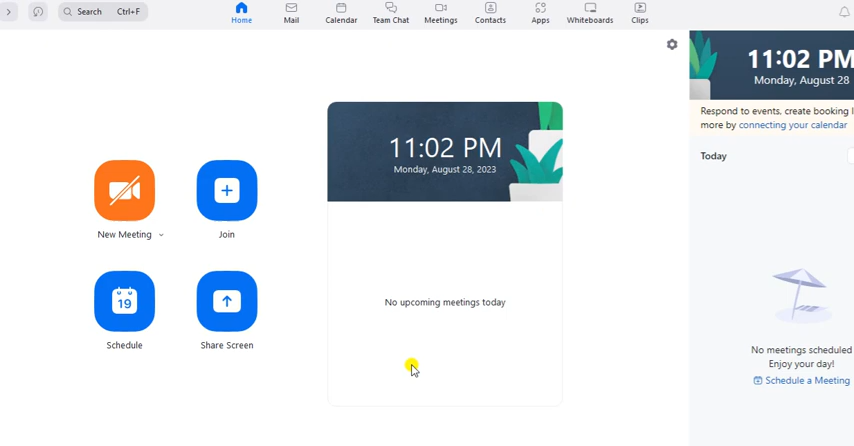 Search Ctrl+F
Home
Mail
Calendar
Team Chat
Meetings
Contacts
Apps
Whiteboards
Clips
11:02 PM
Monday, August 28, 2023
No upcoming meetings today
New Meeting
Join
19
Schedule
Share Screen
11:02 PM
Monday, August 28
Respond to events, create booking
more by connecting your calendar
Today
No meetings scheduled
Enjoy your day!
Schedule a Meeting